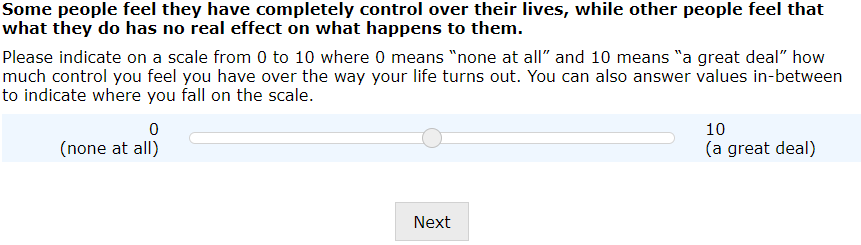 Some people feel they have completely control over their lives, while other people feel that
what they do has no real effect on what happens to them.
Please indicate on a scale from 0 to 10 where 0 means “none at all” and 10 means “a great deal” how
much control you feel you have over the way your life turns out. You can also answer values in-between
to indicate where you fall on the scale.
0
(none at all)
10
(a great deal)
Next